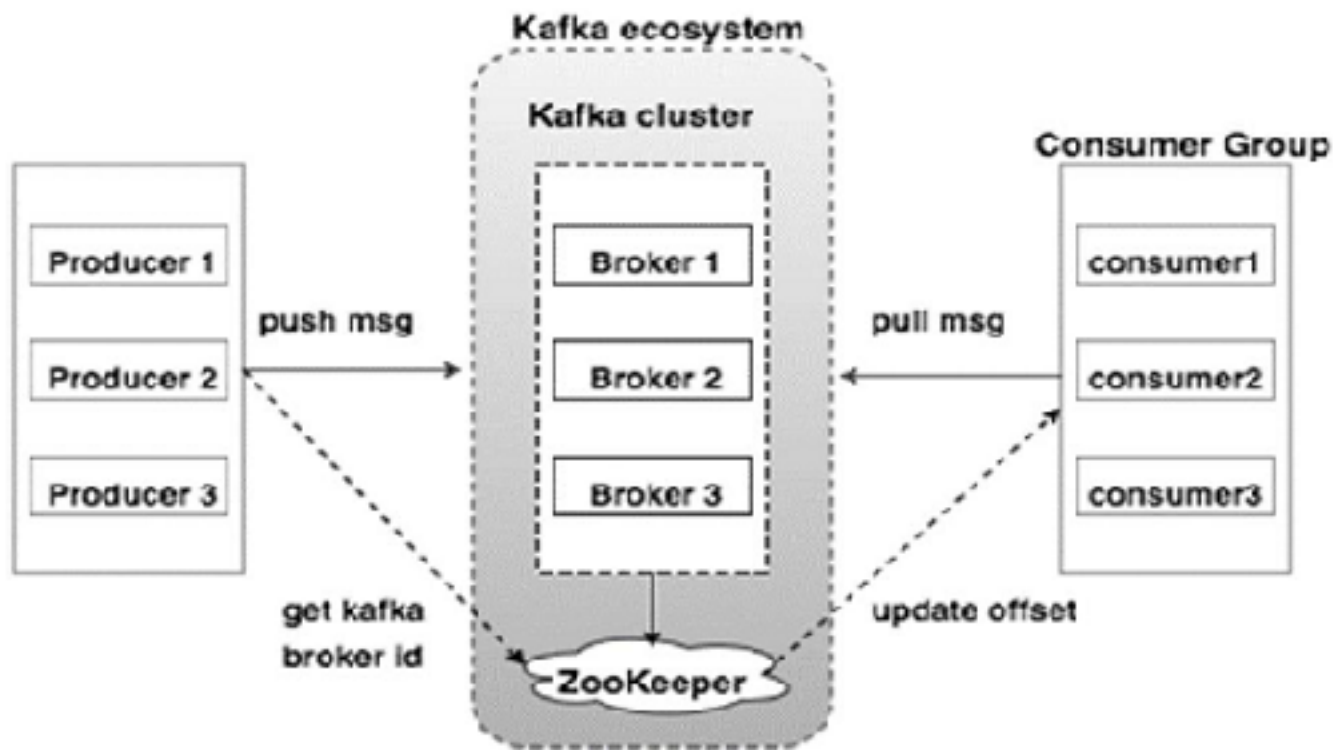 Kafka ecosystem
Kafka cluster
Consumer Group
Producer 1
Producer 2
Producer 3
push msg
Broker 1
Broker 2
Broker 3
pull msg
consumer1
consumer2
consumer3
get kafka
broker id
update offset
ZooKeeper